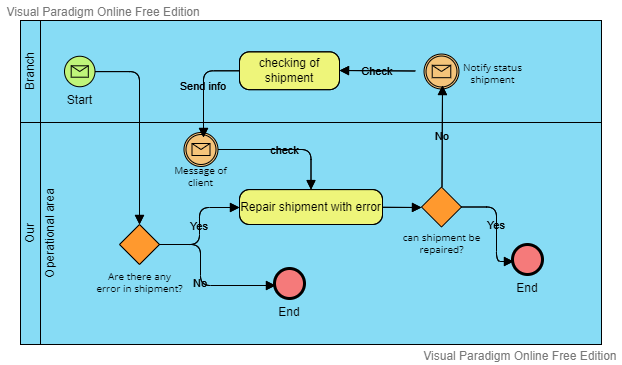 Visual Paradigm Online Free Edition
Branch
Start
checking of
shipment
Check
Notify status
shipment
Send info
Our
Operational area
Message of
client
check
No
Repair shipment with error
Yes
can shipment be
repaired?
Yes
Are there any
error in shipment?
No
End
End
Visual Paradigm Online Free Edition